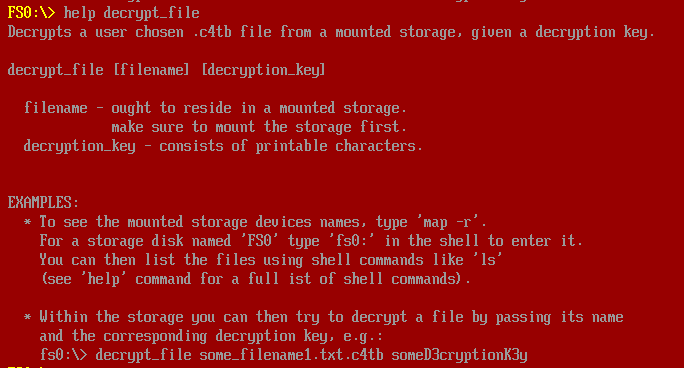 FS0:\> help decrypt_file
Decrypts a user chosen .c4tb file from a mounted storage, given a decryption key.
decrypt_file [filename] [decryption_key]
filename - ought to reside in a mounted storage.
make sure to mount the storage first.
decryption_key - consists of printable characters.
EXAMPLES:
* To see the mounted storage devices names, type 'map -r'.
For a storage disk named 'FS0' type 'fs0:' in the shell to enter it.
You can then list the files using shell commands like 'ls'
(see 'help' command for a full ist of shell commands).
* Within the storage you can then try to decrypt a file by passing its name
and the corresponding decryption key, e.g.:
fs0:\> decrypt_file some_filename1.txt.c4tb someD3cryptionK3y